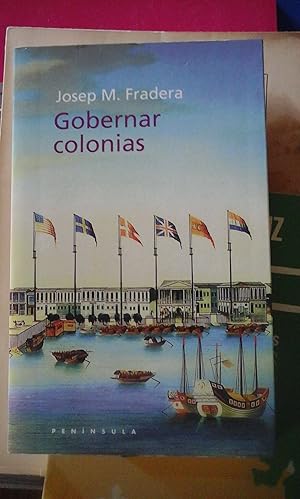 Josep M. Fradera
Gobernar
colonias
PENÍNSULA
Z
S